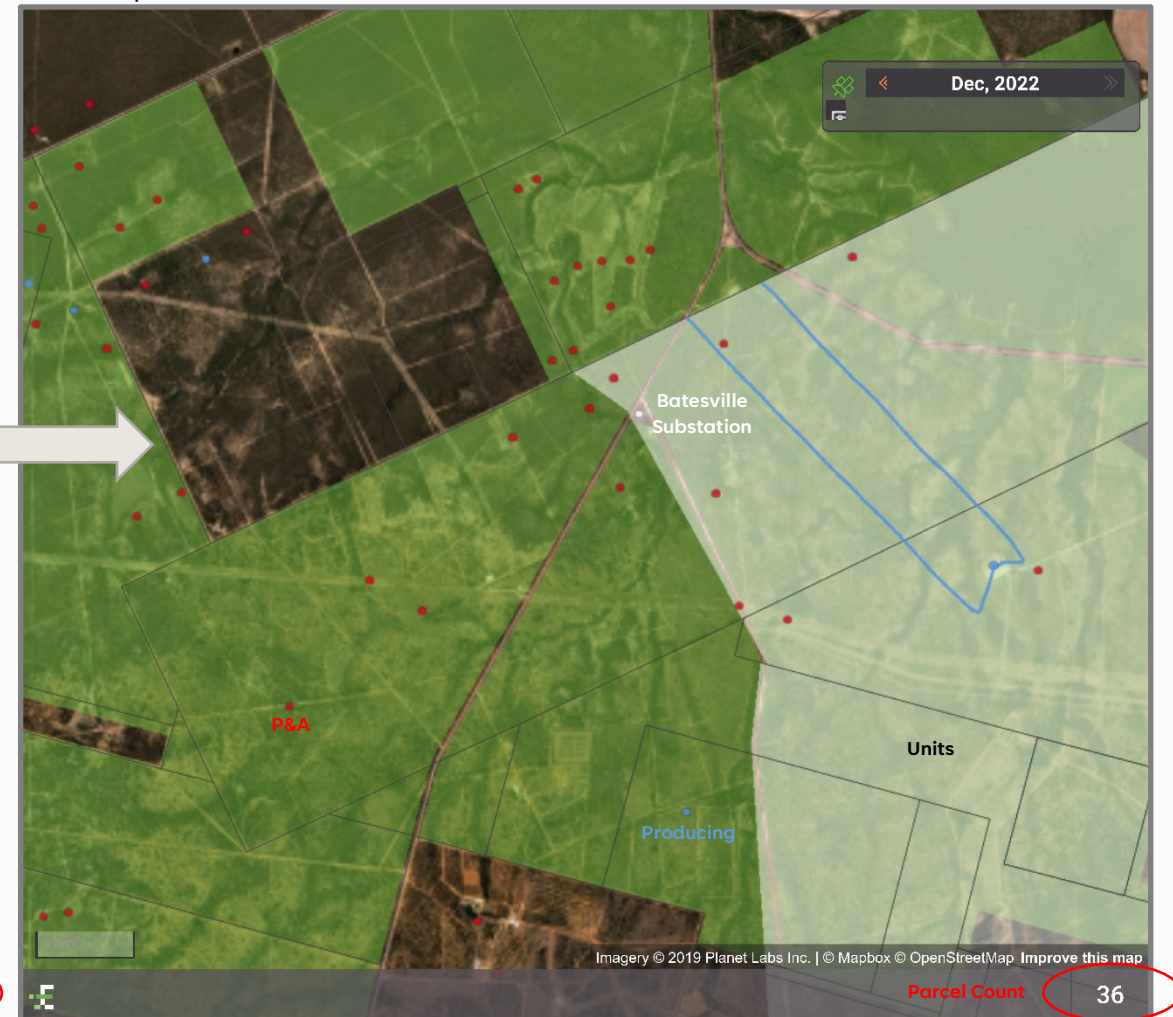 Dec, 2022
Batesville
Substation
P&A
Units
Producing
Imagery © 2019 Planet Labs Inc. | © Mapbox © OpenStreetMap Improve this map
Parcel Count
36